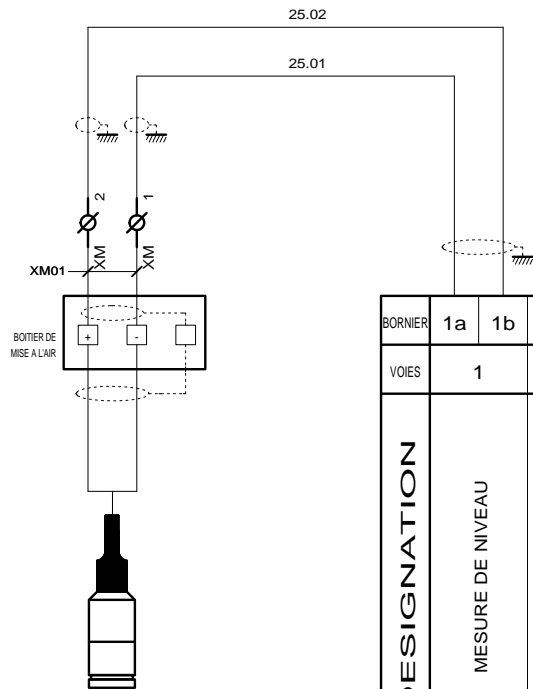 25.02
25.01
2
1
XM
XM
XM01
BOITIER DE
MISE A L'AIR
+
-
BORNIER
1a
1b
VOIES
1
ESIGNATION
MESURE DE NIVEAU